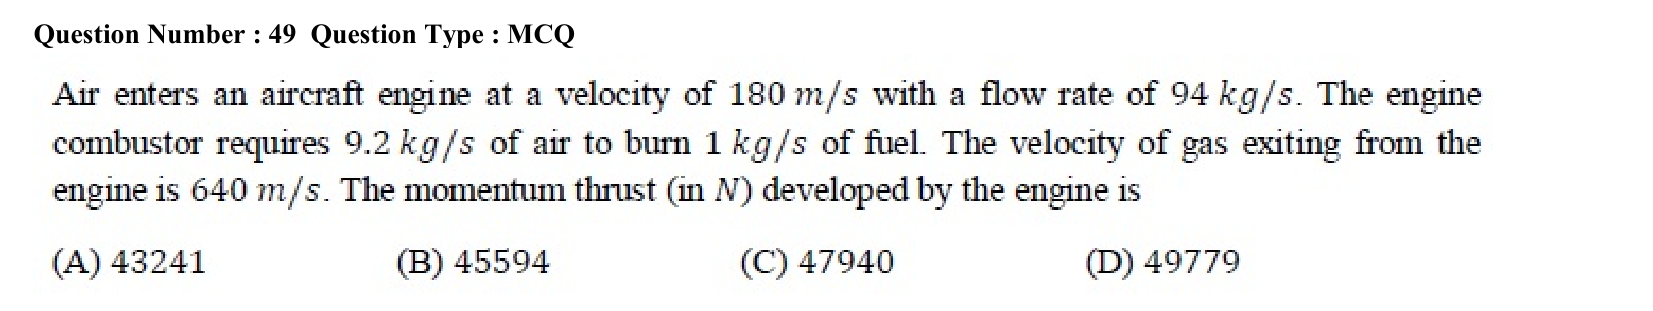 Question Number : 49 Question Type : MCQ
Air enters an aircraft engine at a velocity of 180 m/s with a flow rate of 94 kg/s. The engine
combustor requires 9.2 kg/s of air to burn 1 kg/s of fuel. The velocity of gas exiting from the
engine is 640 m/s. The momentum thrust (in N) developed by the engine is
(A) 43241 (B) 45594 (C) 47940 (D) 49779